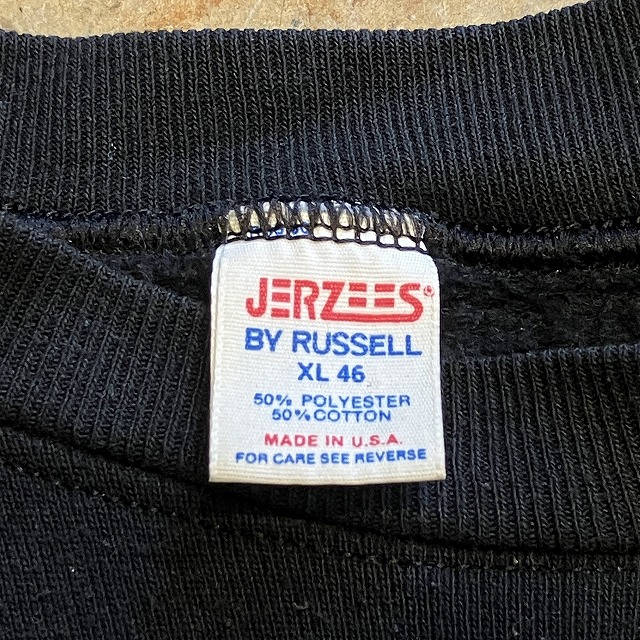 JERZEES®
BY RUSSELL
XL 46
50% POLYESTER
50% COTTON
MADE IN U.S.A.
FOR CARE SEE REVERSE